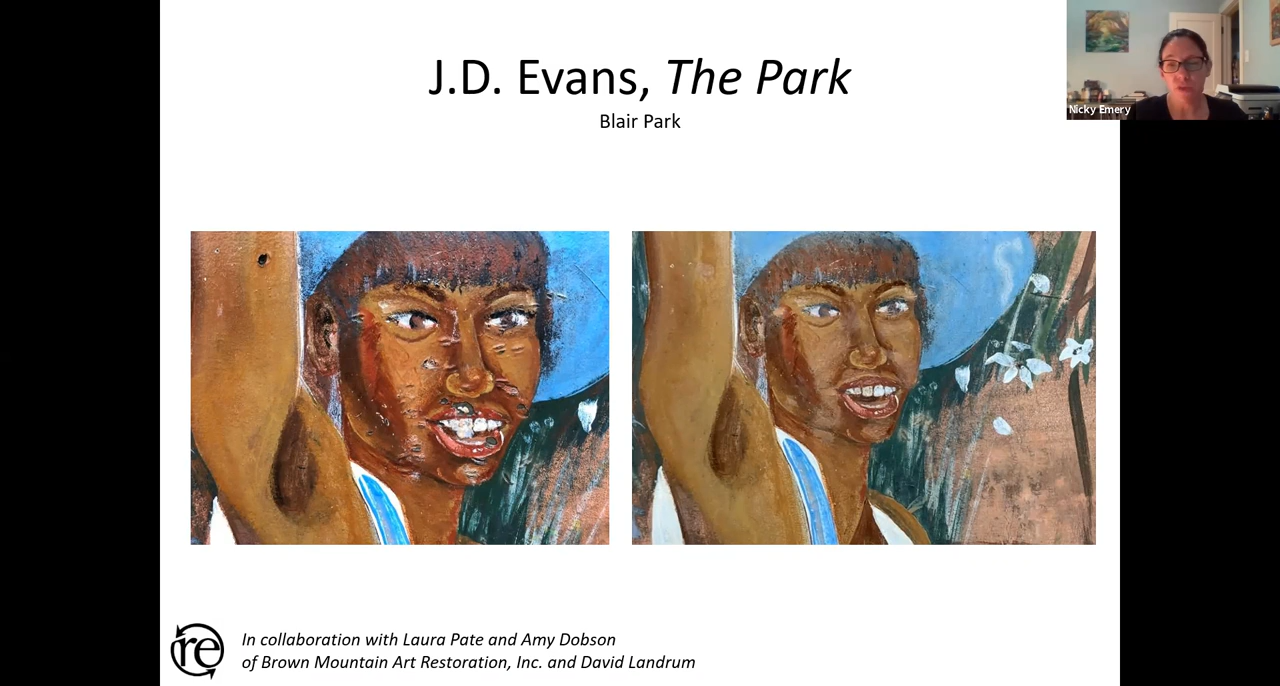 J.D. Evans, The Park
Blair Park
Nicky Emery
re
In collaboration with Laura Pate and Amy Dobson
of Brown Mountain Art Restoration, Inc. and David Landrum